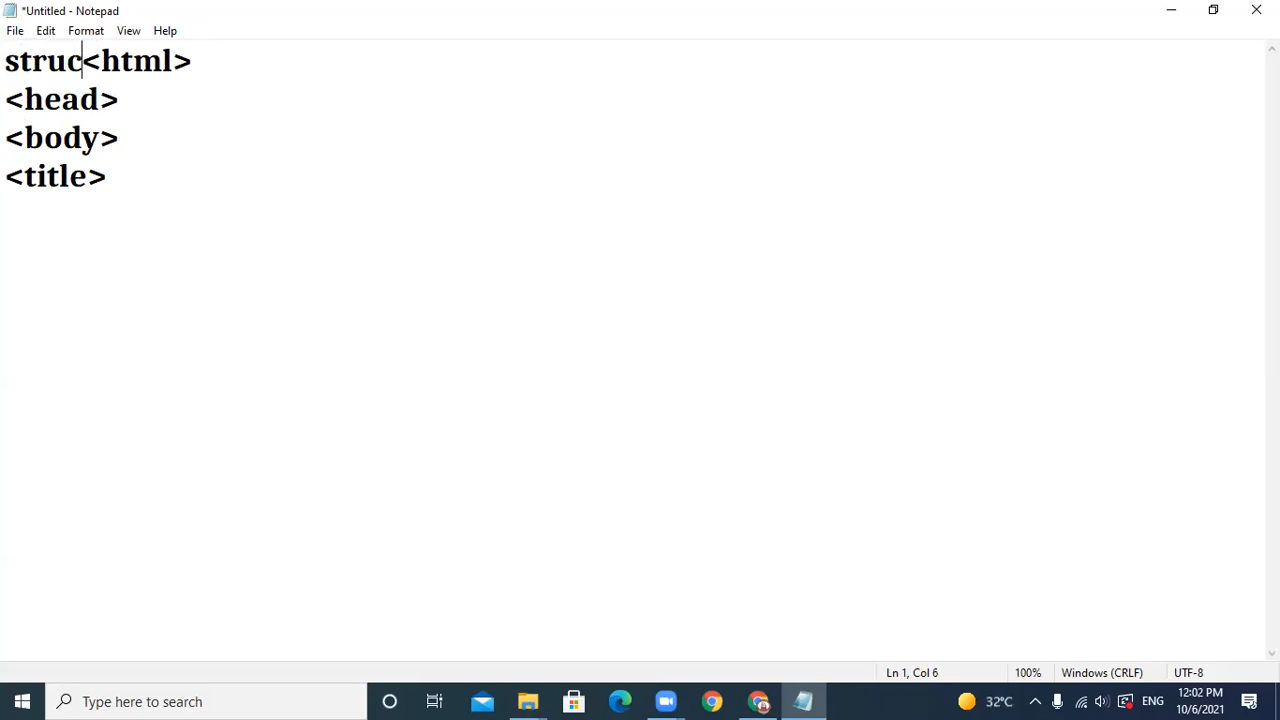 *Untitled - Notepad
File Edit Format View Help
struc<html>
<head>
<body>
<title>
Ln 1, Col 6 100% Windows (CRLF) UTF-8
Type here to search 32°C ENG 12:02 PM
10/6/2021